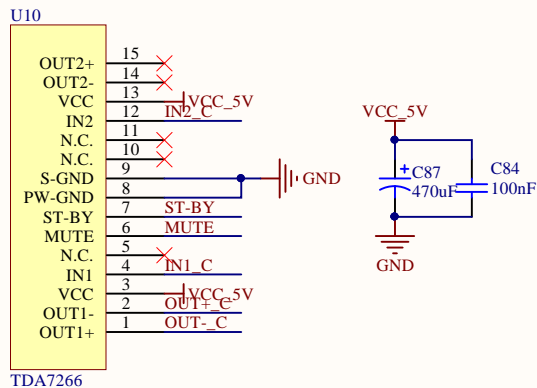 U10
OUT2+ 15
OUT2- 14
VCC 13 VCC_5V
IN2 12 IN2_C
N.C. 11
N.C. 10
S-GND 9
PW-GND 8
GND
ST-BY 7 ST-BY
MUTE 6 MUTE
N.C. 5
IN1 4 IN1_C
VCC 3 VCC_5V
OUT1- 2 OUT+_C
OUT1+ 1 OUT-_C
TDA7266
VCC_5V
+ C87
470uF
C84
100nF
GND